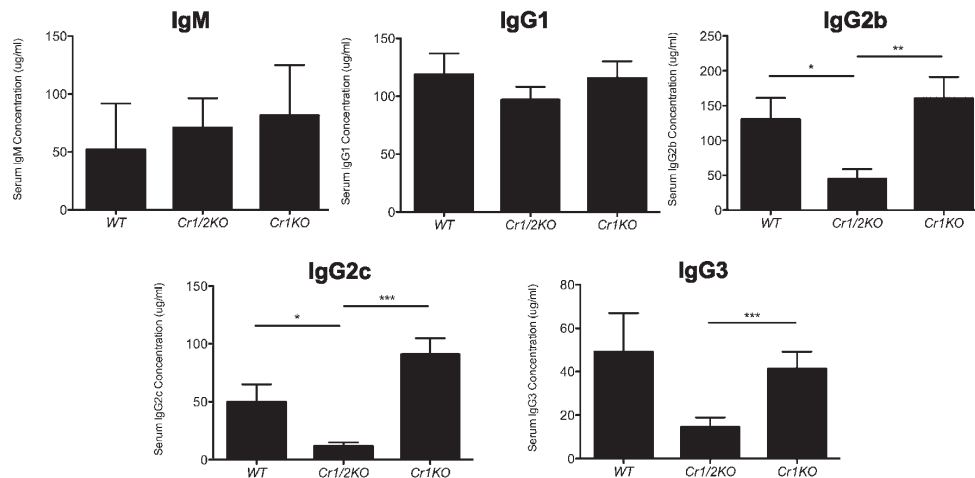 IgM
Serum IgM Concentration (ug/ml)
150
100
50
0
WT
Cr1/2KO
Cr1KO
IgG1
Serum IgG1 Concentration (ug/ml)
150
100
50
0
WT
Cr1/2KO
Cr1KO
IgG2b
Serum IgG2b Concentration (ug/ml)
250
200
150
100
50
0
*
**
WT
Cr1/2KO
Cr1KO
IgG2c
Serum IgG2c Concentration (ug/ml)
150
100
50
0
*
***
WT
Cr1/2KO
Cr1KO
IgG3
Serum IgG3 Concentration (ug/ml)
80
60
40
20
0
***
WT
Cr1/2KO
Cr1KO